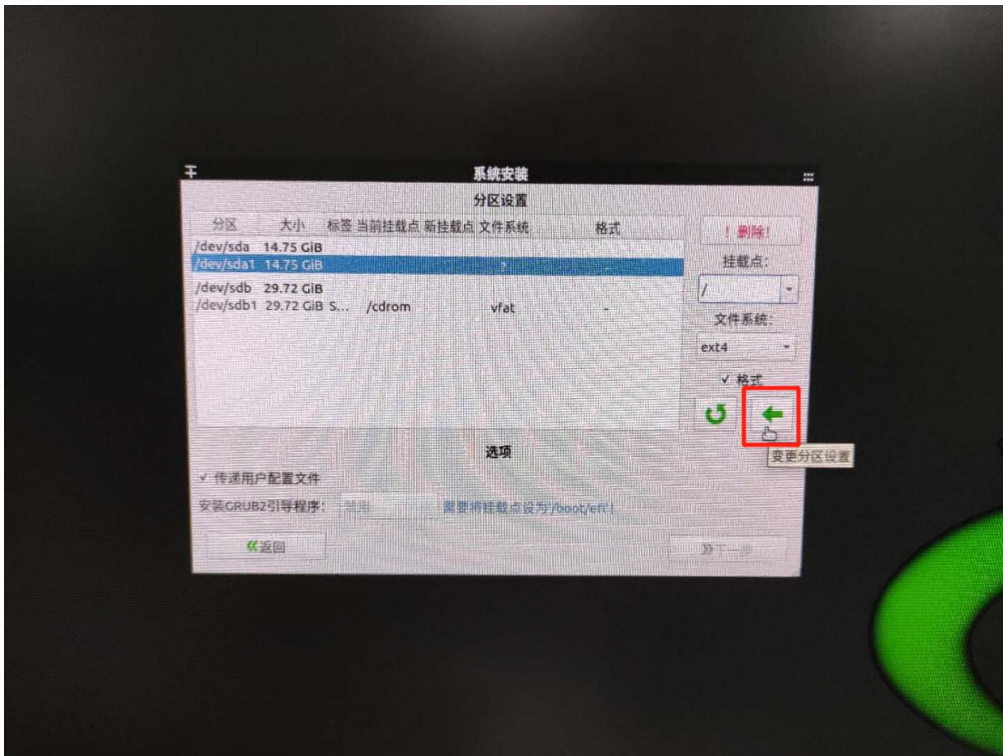 系统安装
分区设置
分区 大小 标签 当前挂载点 新挂载点 文件系统 格式
! 删除!
/dev/sda 14.75 GiB
/dev/sda1 14.75 GiB ? -
挂载点:
/dev/sdb 29.72 GiB
/
/dev/sdb1 29.72 GiB S... /cdrom vfat -
文件系统:
ext4
✓ 格式
选项
变更分区设置
✓ 传递用户配置文件
安装GRUB2引导程序: 禁用 需要将挂载点设为'/boot/efi'!
返回
下一步